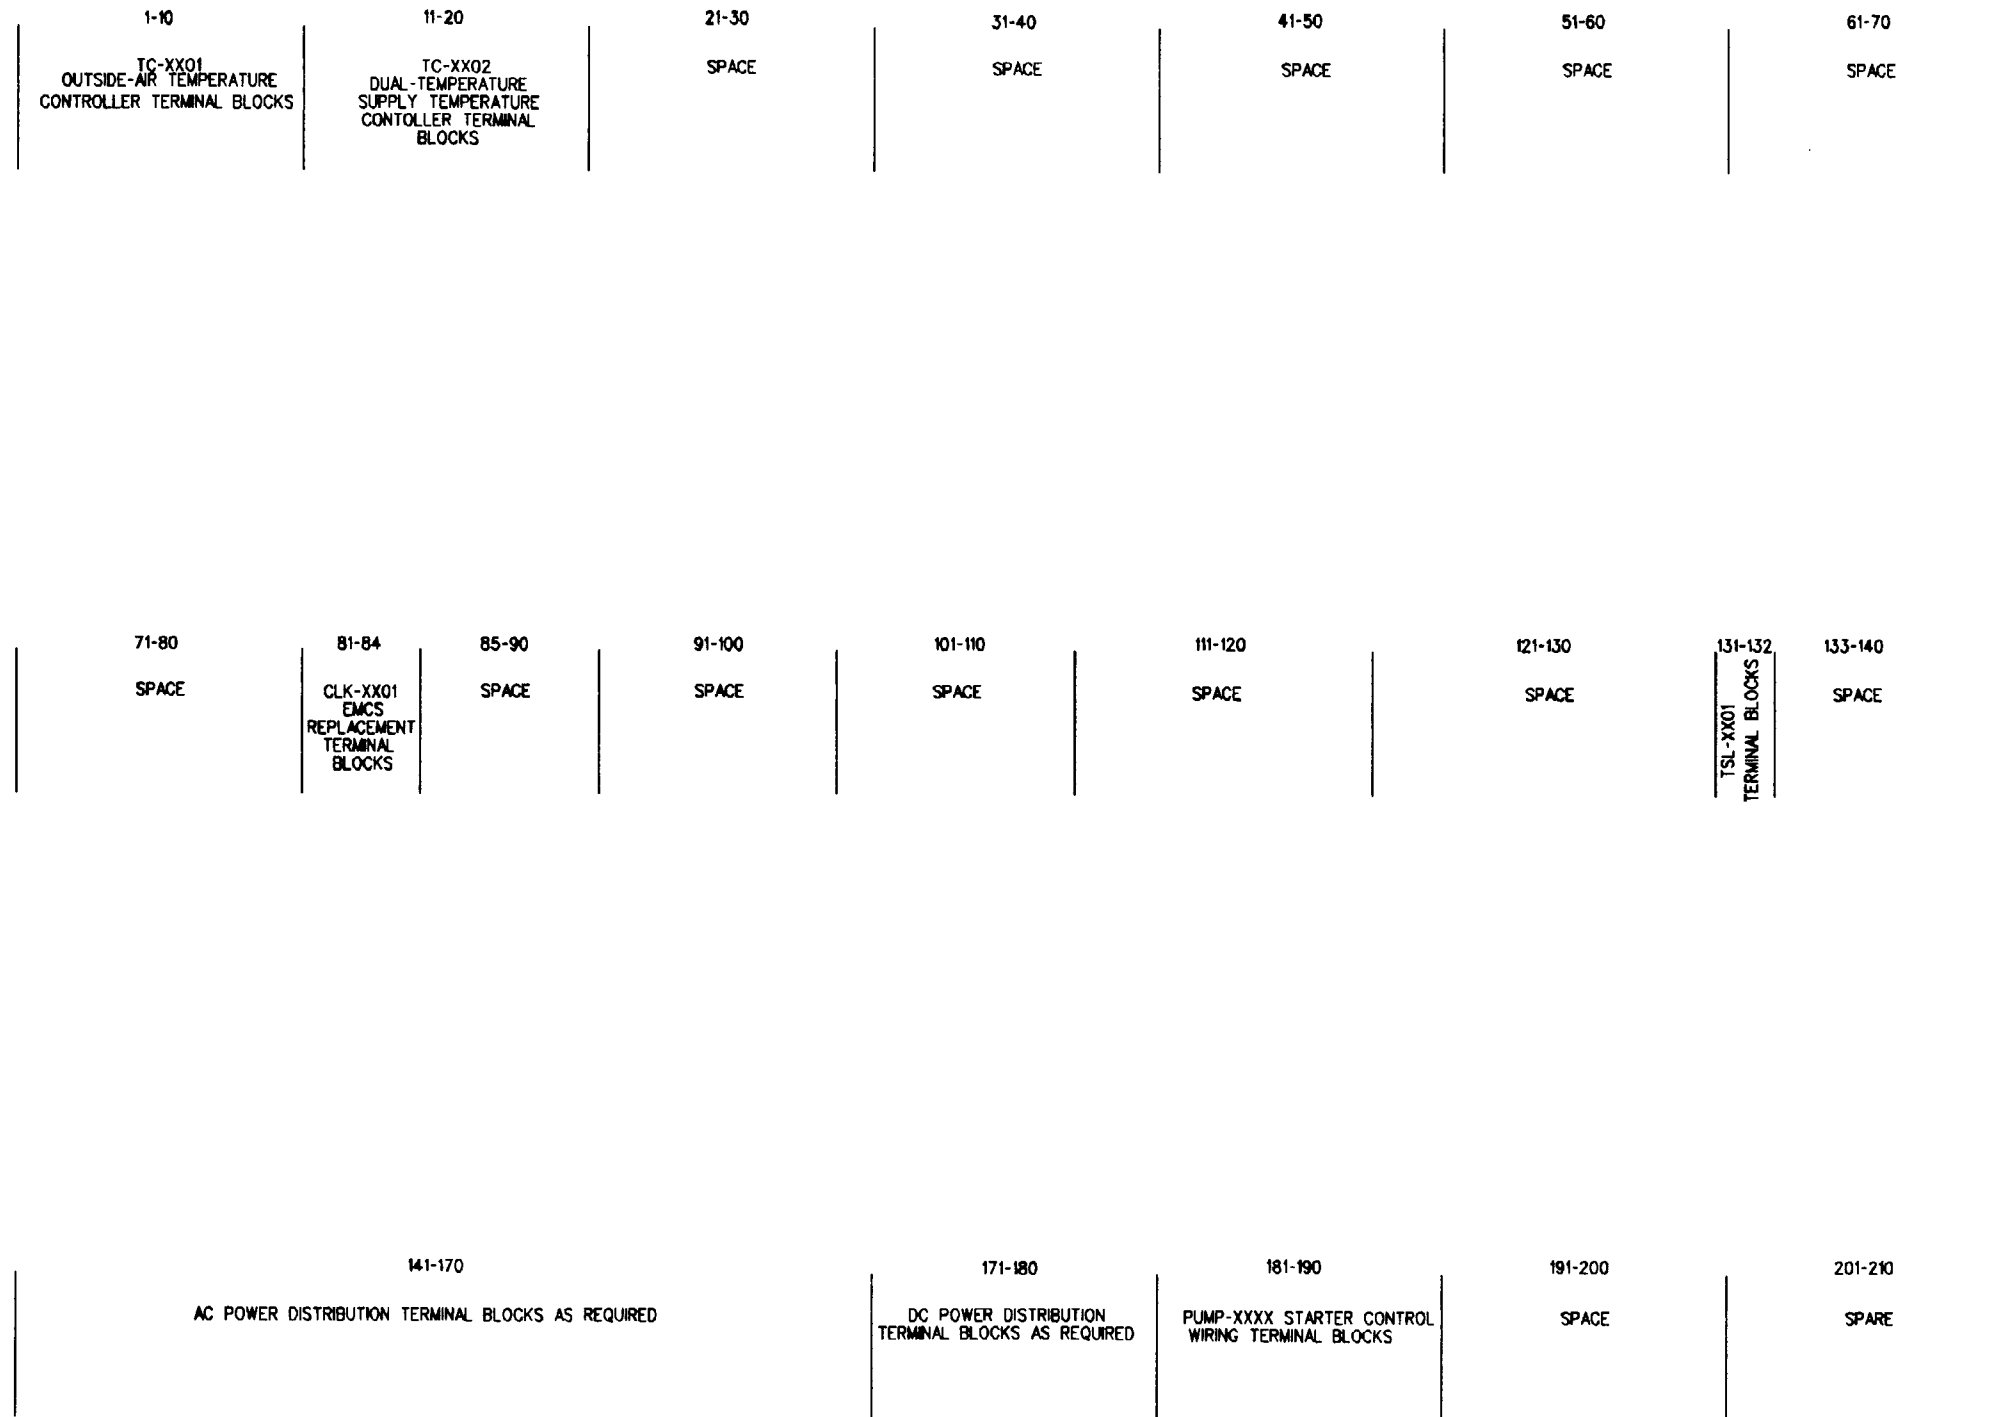 1-10 11-20 21-30 31-40 41-50 51-60 61-70
TC-XX01
OUTSIDE-AIR TEMPERATURE
CONTROLLER TERMINAL BLOCKS
TC-XX02
DUAL-TEMPERATURE
SUPPLY TEMPERATURE
CONTOLLER TERMINAL
BLOCKS
SPACE
SPACE
SPACE
SPACE
SPACE
71-80 81-84 85-90 91-100 101-110 111-120 121-130 131-132 133-140
SPACE
CLK-XX01
EMCS
REPLACEMENT
TERMINAL
BLOCKS
SPACE
SPACE
SPACE
SPACE
SPACE
TSL-XX01
TERMINAL BLOCKS
SPACE
141-170 171-180 181-190 191-200 201-210
AC POWER DISTRIBUTION TERMINAL BLOCKS AS REQUIRED
DC POWER DISTRIBUTION
TERMINAL BLOCKS AS REQUIRED
PUMP-XXXX STARTER CONTROL
WIRING TERMINAL BLOCKS
SPACE
SPARE